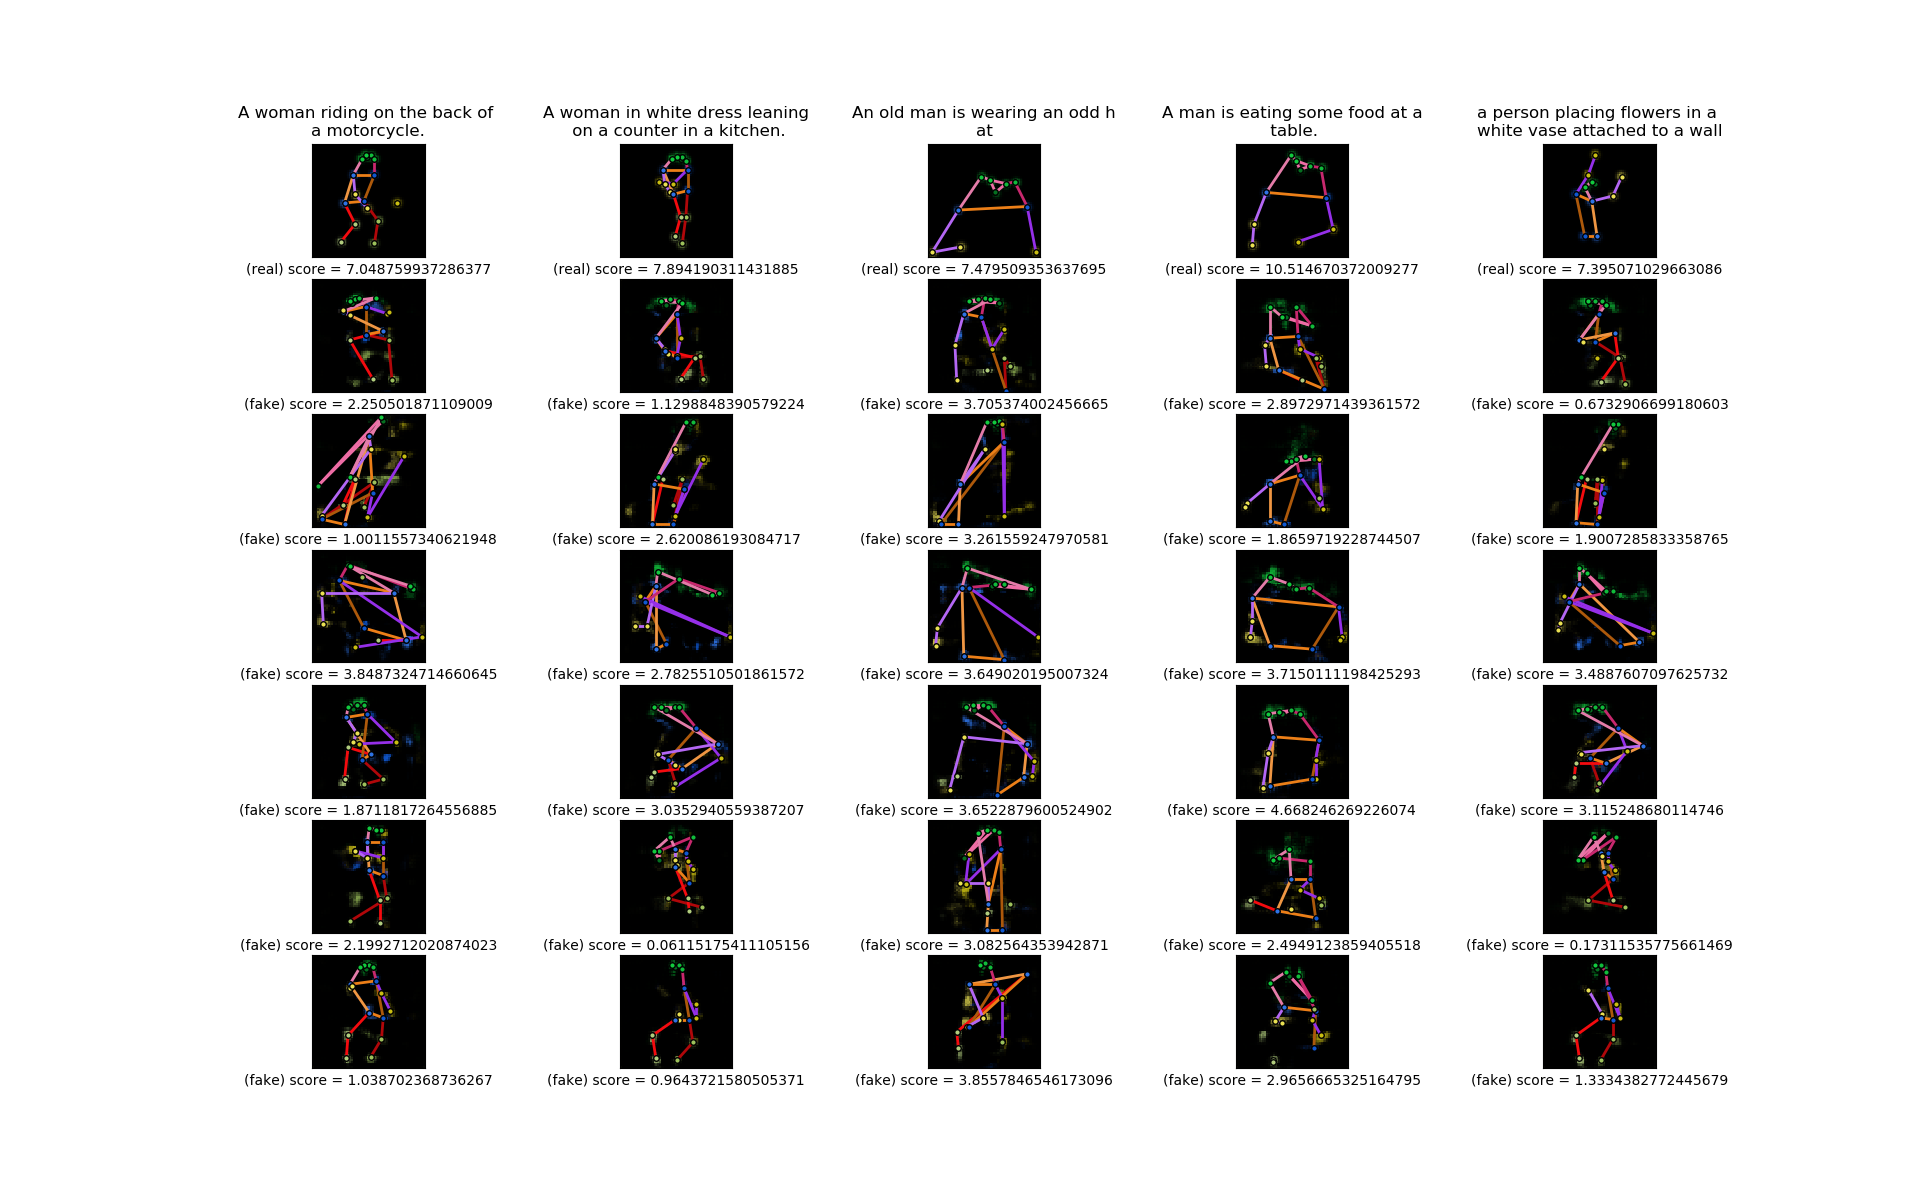 A woman riding on the back of
a motorcycle.
A woman in white dress leaning
on a counter in a kitchen.
An old man is wearing an odd h
at
A man is eating some food at a
table.
a person placing flowers in a
white vase attached to a wall
(real) score = 7.048759937286377
(real) score = 7.894190311431885
(real) score = 7.479509353637695
(real) score = 10.514670372009277
(real) score = 7.395071029663086
(fake) score = 2.250501871109009
(fake) score = 1.1298848390579224
(fake) score = 3.705374002456665
(fake) score = 2.8972971439361572
(fake) score = 0.6732906699180603
(fake) score = 1.0011557340621948
(fake) score = 2.620086193084717
(fake) score = 3.261559247970581
(fake) score = 1.8659719228744507
(fake) score = 1.9007285833358765
(fake) score = 3.8487324714660645
(fake) score = 2.7825510501861572
(fake) score = 3.649020195007324
(fake) score = 3.7150111198425293
(fake) score = 3.4887607097625732
(fake) score = 1.8711817264556885
(fake) score = 3.0352940559387207
(fake) score = 3.6522879600524902
(fake) score = 4.668246269226074
(fake) score = 3.115248680114746
(fake) score = 2.1992712020874023
(fake) score = 0.06115175411105156
(fake) score = 3.082564353942871
(fake) score = 2.4949123859405518
(fake) score = 0.17311535775661469
(fake) score = 1.038702368736267
(fake) score = 0.9643721580505371
(fake) score = 3.8557846546173096
(fake) score = 2.9656665325164795
(fake) score = 1.3334382772445679